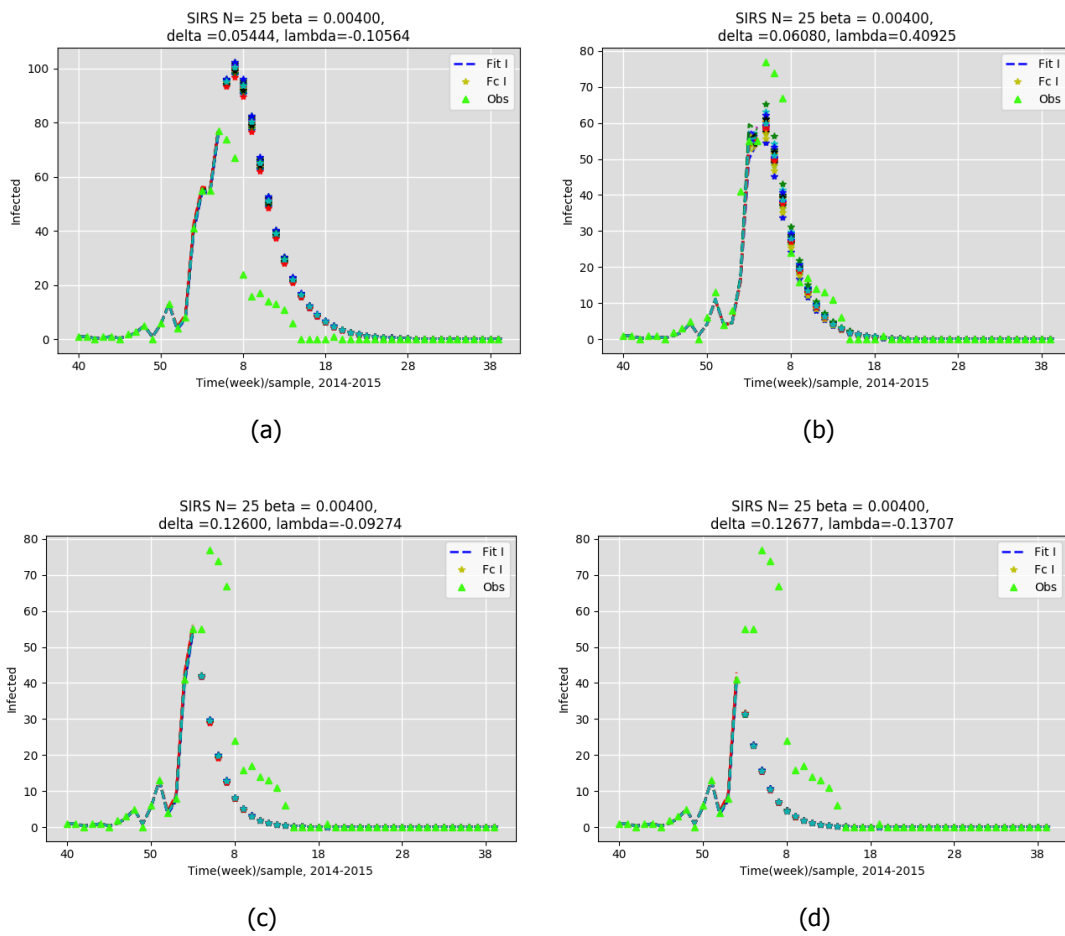 SIRS N= 25 beta = 0.00400,
delta =0.05444, lambda=-0.10564
Infected
100
80
60
40
20
0
Fit I
Fc I
Obs
40
50
8
18
28
38
Time(week)/sample, 2014-2015
(a)
SIRS N= 25 beta = 0.00400,
delta =0.06080, lambda=0.40925
Infected
80
70
60
50
40
30
20
10
0
Fit I
Fc I
Obs
40
50
8
18
28
38
Time(week)/sample, 2014-2015
(b)
SIRS N= 25 beta = 0.00400,
delta =0.12600, lambda=-0.09274
Infected
80
70
60
50
40
30
20
10
0
Fit I
Fc I
Obs
40
50
8
18
28
38
Time(week)/sample, 2014-2015
(c)
SIRS N= 25 beta = 0.00400,
delta =0.12677, lambda=-0.13707
Infected
80
70
60
50
40
30
20
10
0
Fit I
Fc I
Obs
40
50
8
18
28
38
Time(week)/sample, 2014-2015
(d)